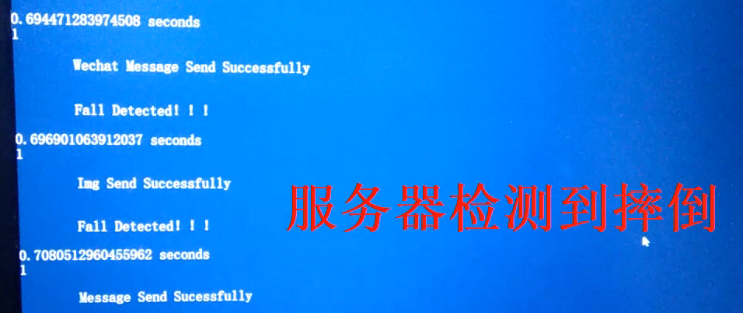 0.694471283974508 seconds
1
Wechat Message Send Successfully
Fall Detected!!!
0.696901063912037 seconds
1
Img Send Successfully
服务器检测到摔倒
Fall Detected!!!
0.7080512960455962 seconds
1
Message Send Sucessfully